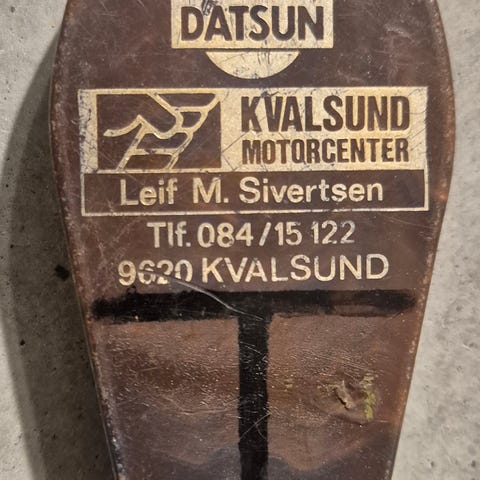 DATSUN
KVALSUND
MOTORCENTER
Leif M. Sivertsen
Tlf. 084/15 122
9620 KVALSUND